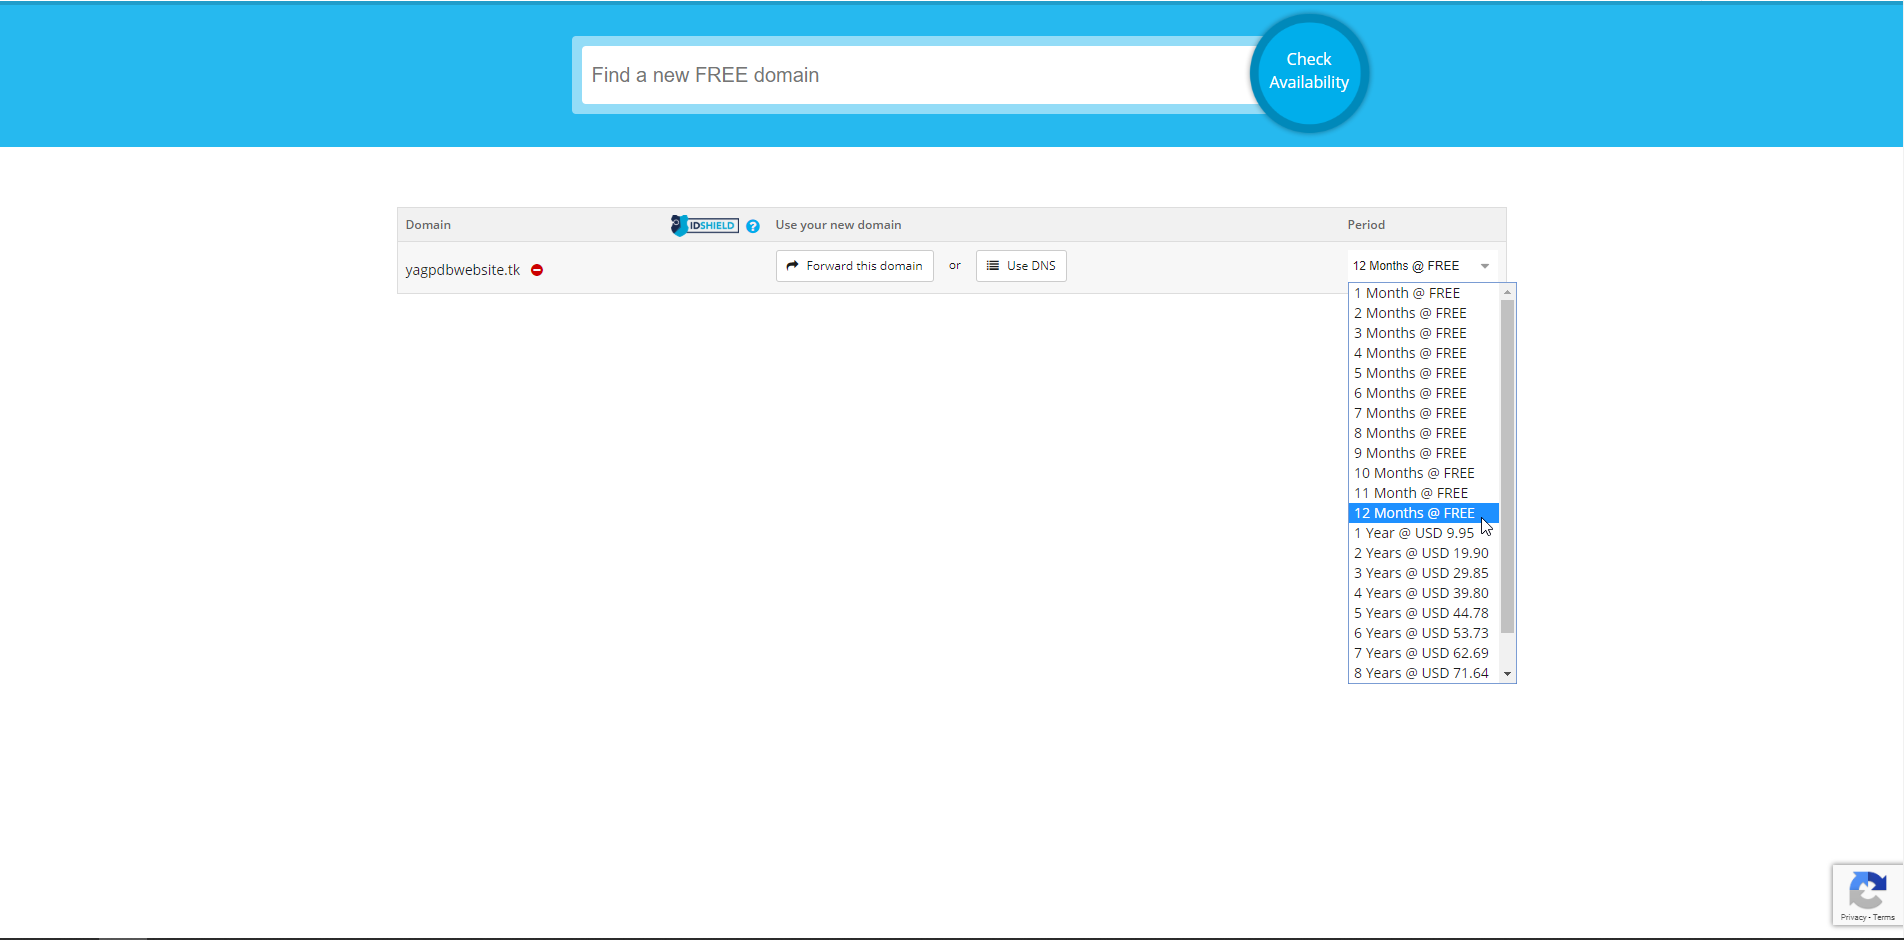 Find a new FREE domain
Check
Availability
Domain
IDSHIELD
?
Use your new domain
Period
yagpdbwebsite.tk
Forward this domain
or
Use DNS
12 Months @ FREE
1 Month @ FREE
2 Months @ FREE
3 Months @ FREE
4 Months @ FREE
5 Months @ FREE
6 Months @ FREE
7 Months @ FREE
8 Months @ FREE
9 Months @ FREE
10 Months @ FREE
11 Month @ FREE
12 Months @ FREE
1 Year @ USD 9.95
2 Years @ USD 19.90
3 Years @ USD 29.85
4 Years @ USD 39.80
5 Years @ USD 44.78
6 Years @ USD 53.73
7 Years @ USD 62.69
8 Years @ USD 71.64
Privacy - Terms